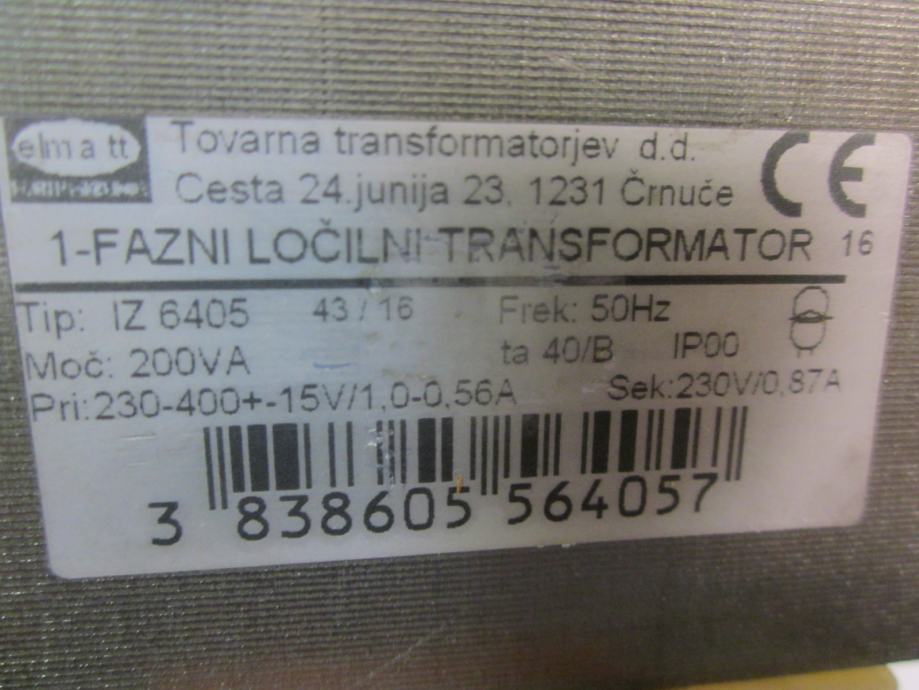 elma tt
Tovarna transformatorjev d.d.
Cesta 24.junija 23, 1231 Črnuče
CE
1-FAZNI LOČILNI TRANSFORMATOR 16
Tip: IZ 6405 43 / 16 Frek: 50Hz
Moč: 200VA ta 40/B IP00
Pri:230-400+-15V/1,0-0,56A Sek:230V/0,87A
3 838605 564057